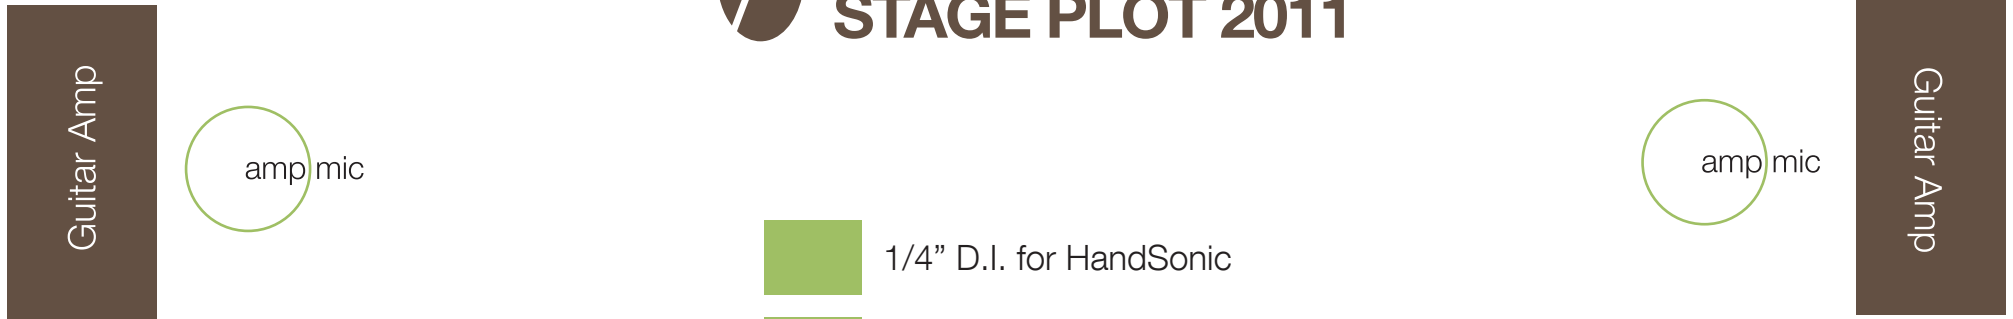 STAGE PLOT 2011
Guitar Amp
amp mic
amp mic
Guitar Amp
1/4” D.I. for HandSonic